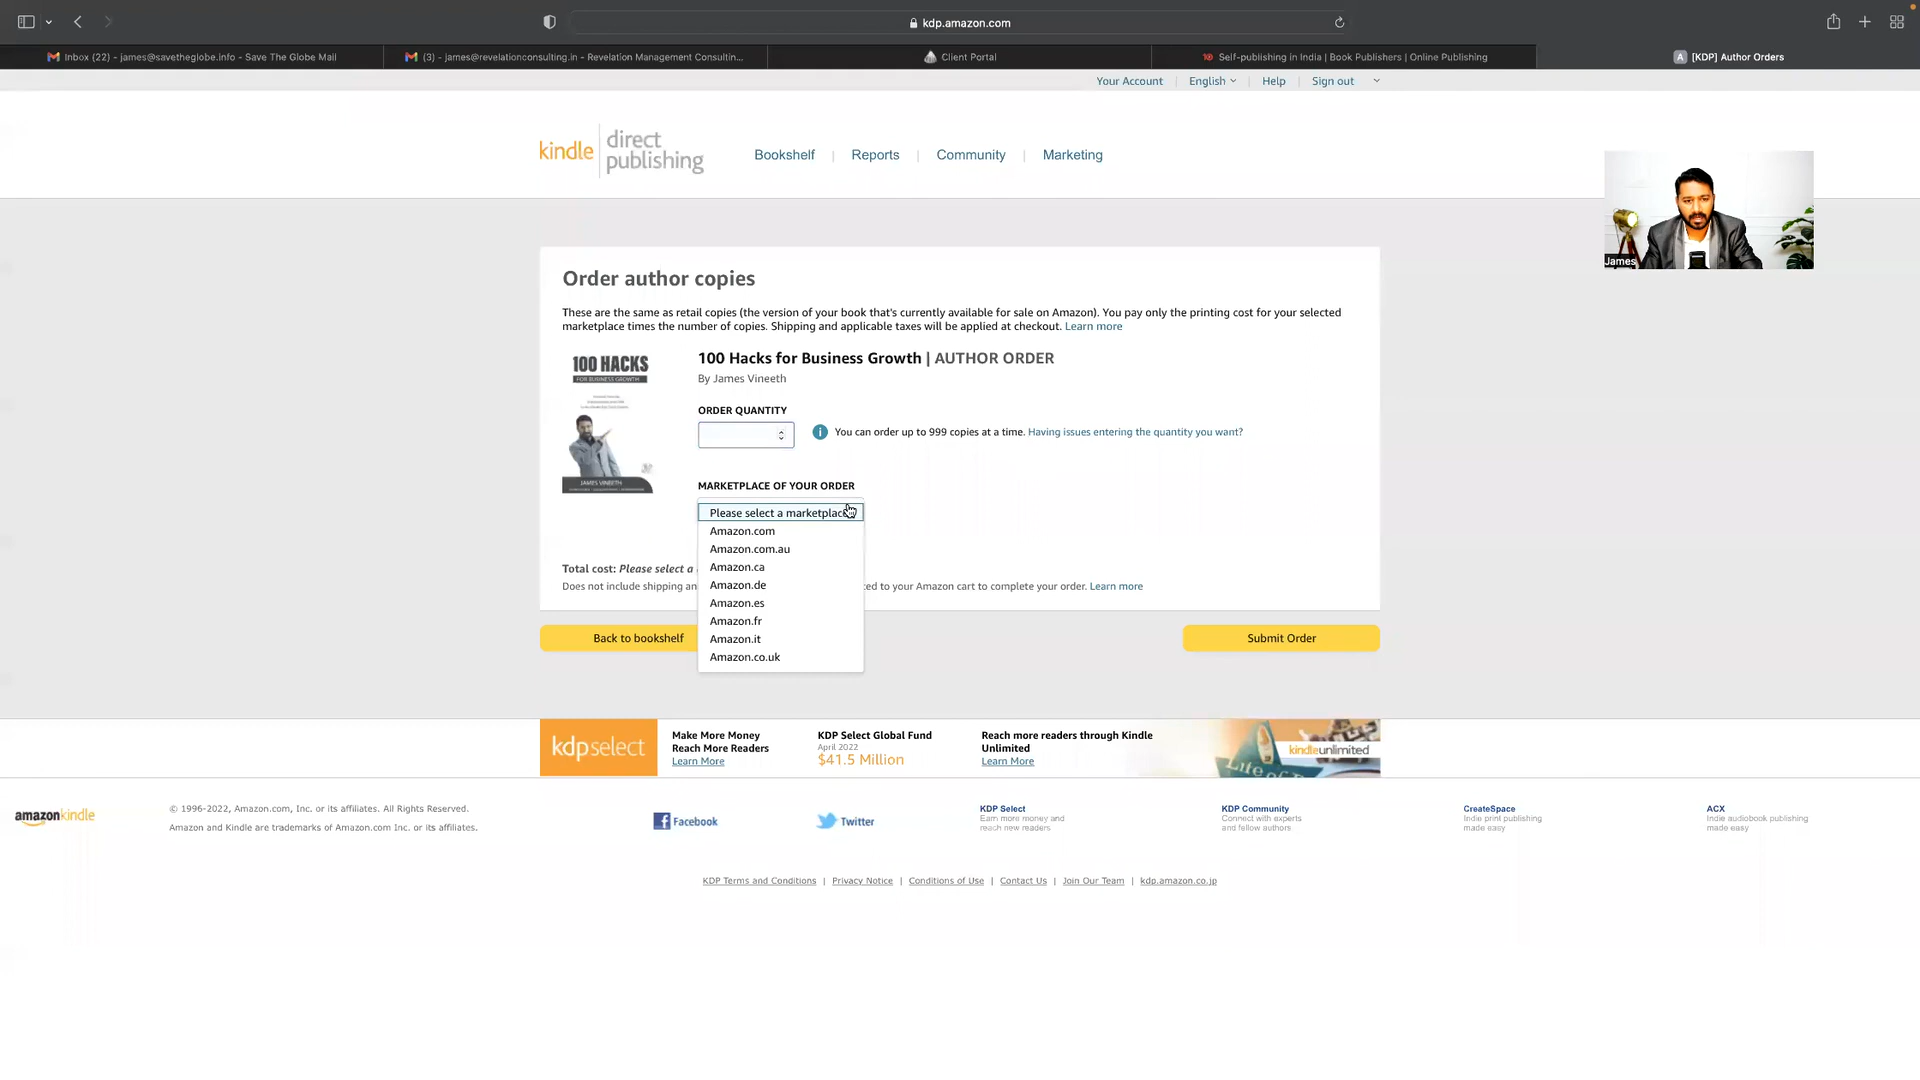 kdp.amazon.com
Inbox (22) - james@savetheglobe.info - Save The Globe Mail
(3) - james@revelationconsulting.in - Revelation Management Consultin...
Client Portal
Self-publishing in India | Book Publishers | Online Publishing
[KDP] Author Orders
Your Account | English | Help | Sign out
kindle direct publishing
Bookshelf | Reports | Community | Marketing
James
Order author copies
These are the same as retail copies (the version of your book that's currently available for sale on Amazon). You pay only the printing cost for your selected
marketplace times the number of copies. Shipping and applicable taxes will be applied at checkout. Learn more
100 HACKS
FOR BUSINESS GROWTH
JAMES VINEETH
100 Hacks for Business Growth | AUTHOR ORDER
By James Vineeth
ORDER QUANTITY
You can order up to 999 copies at a time. Having issues entering the quantity you want?
MARKETPLACE OF YOUR ORDER
Please select a marketplace
Amazon.com
Amazon.com.au
Amazon.ca
Amazon.de
Amazon.es
Amazon.fr
Amazon.it
Amazon.co.uk
Total cost: Please select a
Does not include shipping an
ed to your Amazon cart to complete your order. Learn more
Back to bookshelf
Submit Order
kdp select
Make More Money
Reach More Readers
Learn More
KDP Select Global Fund
April 2022
$41.5 Million
Reach more readers through Kindle
Unlimited
Learn More
kindleunlimited
amazonkindle
© 1996-2022, Amazon.com, Inc. or its affiliates. All Rights Reserved.
Amazon and Kindle are trademarks of Amazon.com Inc. or its affiliates.
Facebook
Twitter
KDP Select
Earn more money and
reach new readers
KDP Community
Connect with experts
and fellow authors
CreateSpace
Indie print publishing
made easy
ACX
Indie audiobook publishing
made easy
KDP Terms and Conditions | Privacy Notice | Conditions of Use | Contact Us | Join Our Team | kdp.amazon.co.jp